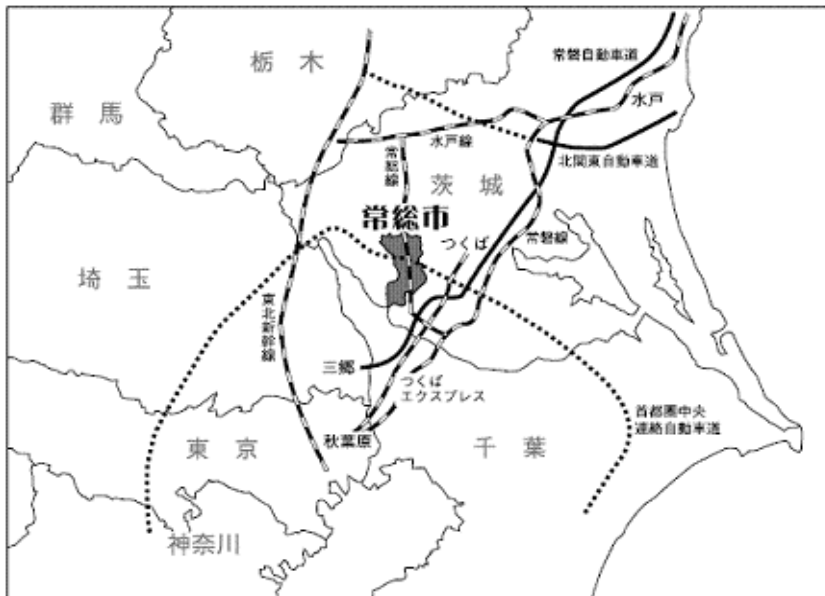 常磐自動車道
栃木
水戸
群馬
水戸線
北関東自動車道
常総線
茨城
常総市
つくば
常磐線
埼玉
東北新幹線
三郷
つくば
エクスプレス
首都圏中央
連絡自動車道
秋葉原
東京
千葉
神奈川